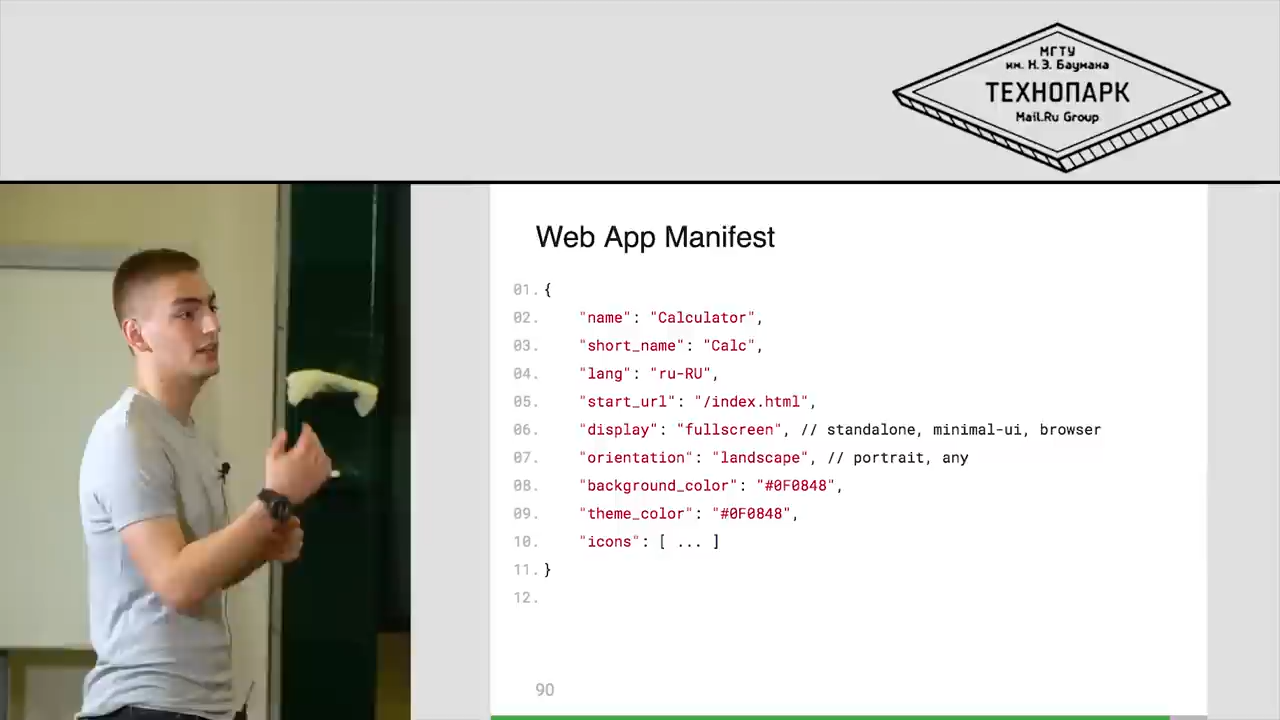 МГТУ
им. Н.Э. Баумана
ТЕХНОПАРК
Mail.Ru Group
Web App Manifest
01. {
02. "name": "Calculator",
03. "short_name": "Calc",
04. "lang": "ru-RU",
05. "start_url": "/index.html",
06. "display": "fullscreen", // standalone, minimal-ui, browser
07. "orientation": "landscape", // portrait, any
08. "background_color": "#0F0848",
09. "theme_color": "#0F0848",
10. "icons": [ ... ]
11. }
12.
90